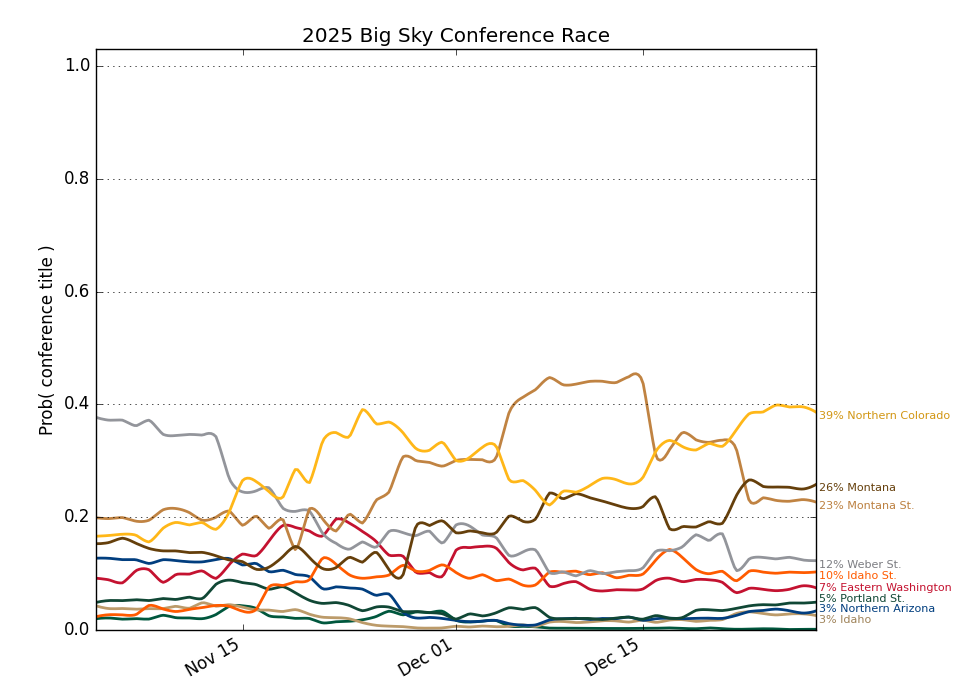 2025 Big Sky Conference Race
Prob( conference title )
1.0
0.8
0.6
0.4
0.2
0.0
39% Northern Colorado
26% Montana
23% Montana St.
12% Weber St.
10% Idaho St.
7% Eastern Washington
5% Portland St.
3% Northern Arizona
3% Idaho
Nov 15
Dec 01
Dec 15